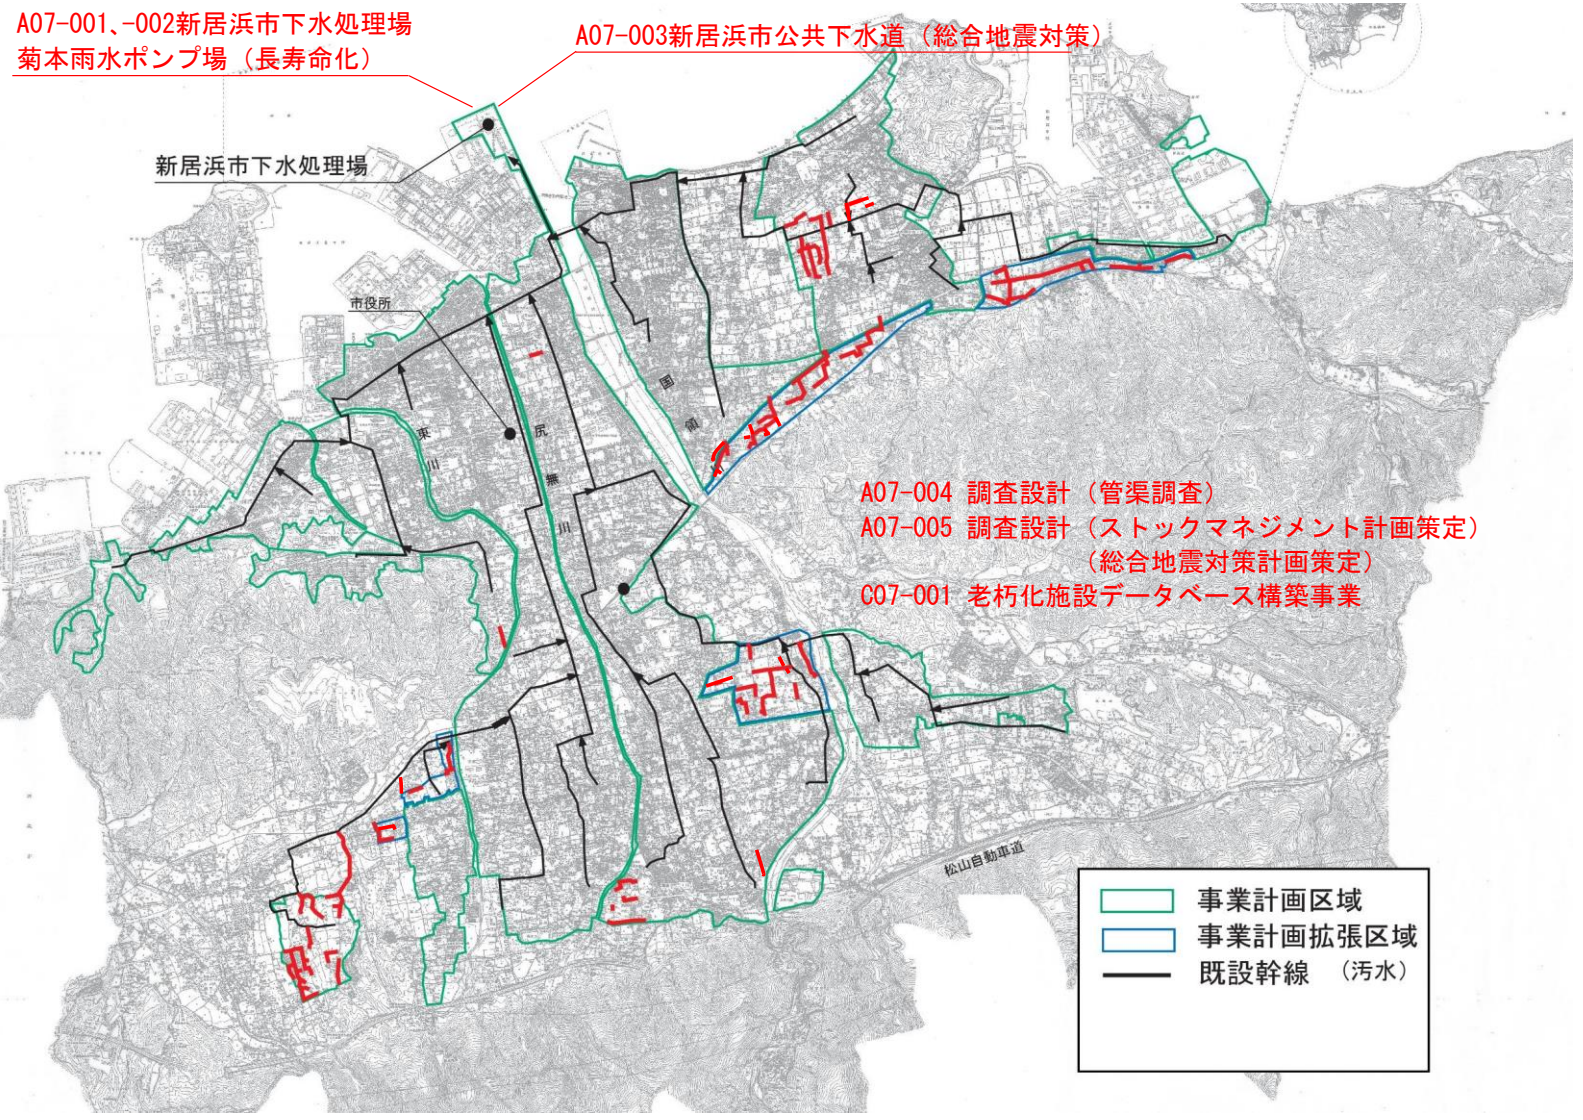 A07-001、-002新居浜市下水処理場
菊本雨水ポンプ場（長寿命化）
A07-003新居浜市公共下水道（総合地震対策）
新居浜市下水処理場
市役所
国領川
東川
尻無川
A07-004 調査設計（管渠調査）
A07-005 調査設計（ストックマネジメント計画策定）
（総合地震対策計画策定）
C07-001 老朽化施設データベース構築事業
松山自動車道
事業計画区域
事業計画拡張区域
既設幹線 （汚水）